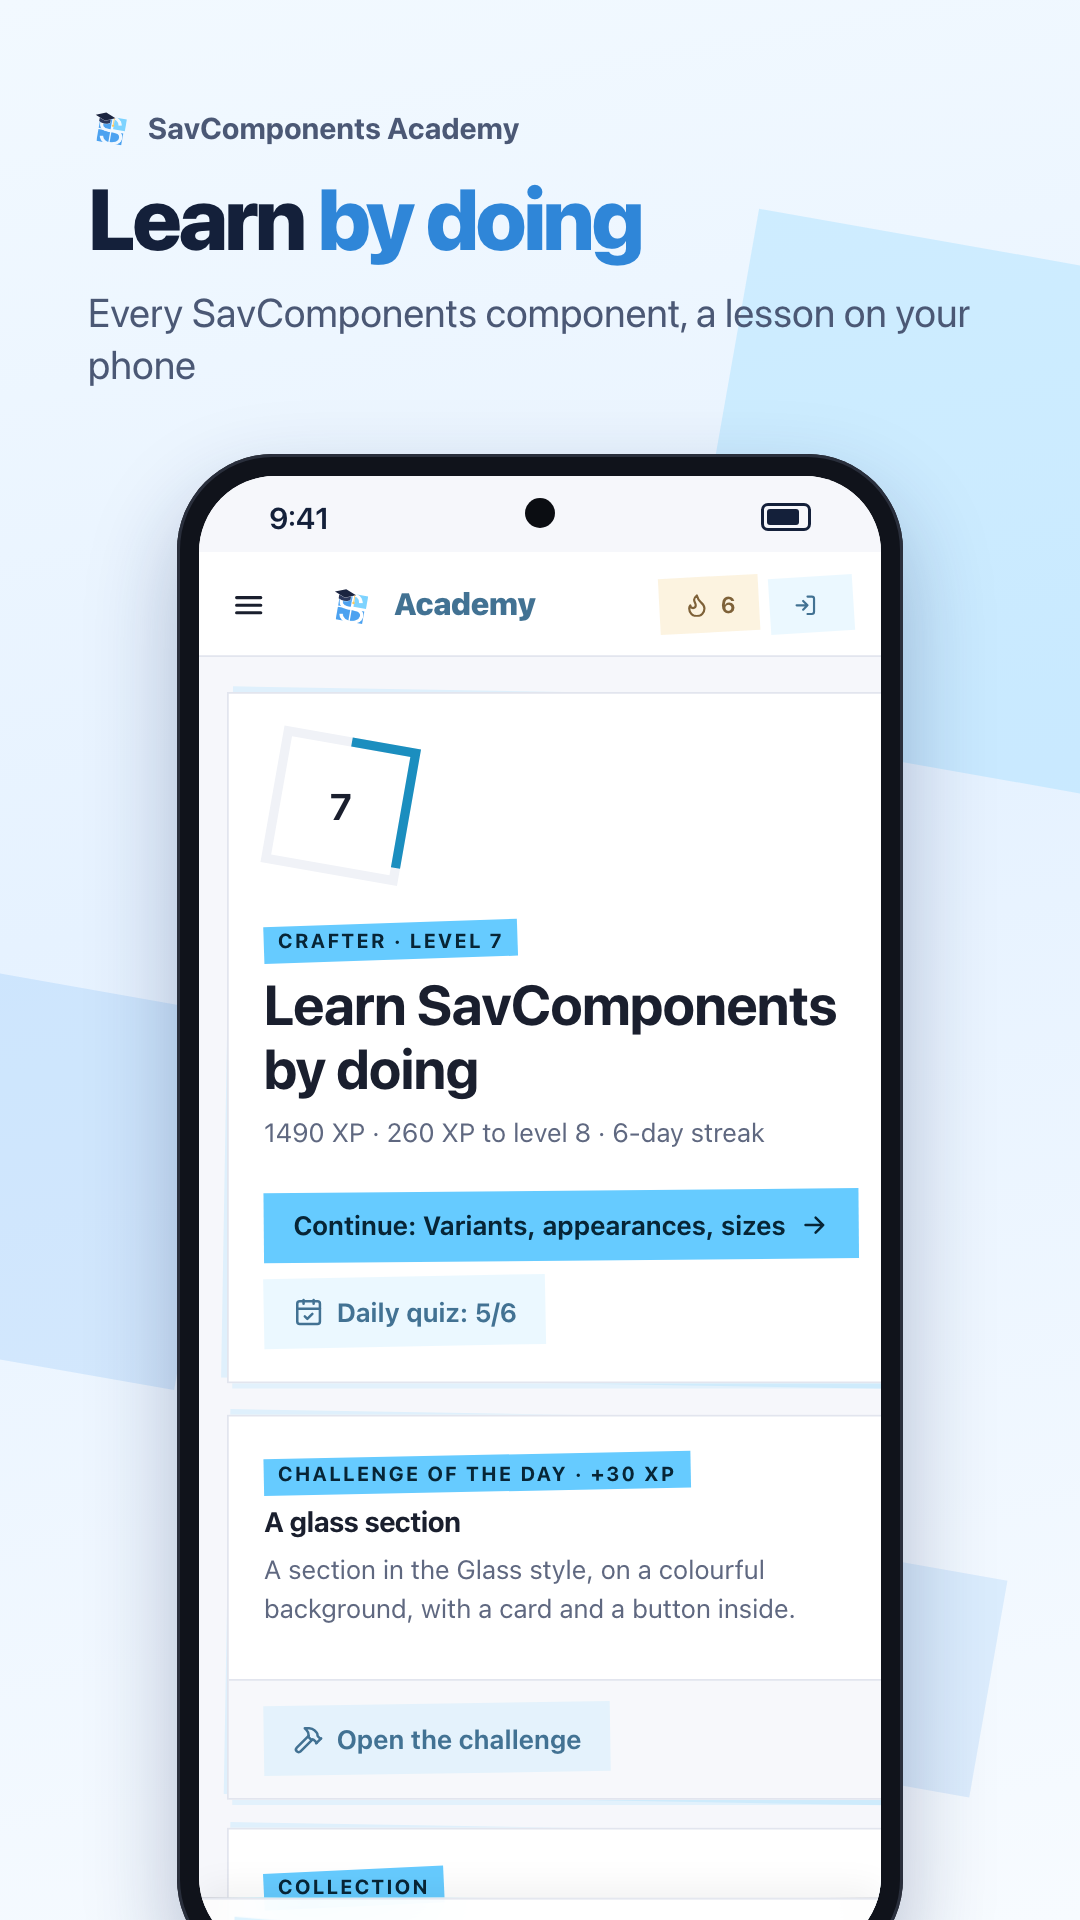 SavComponents Academy
Learn by doing
Every SavComponents component, a lesson on your
phone
9:41
Academy
6
7
CRAFTER · LEVEL 7
Learn SavComponents
by doing
1490 XP · 260 XP to level 8 · 6-day streak
Continue: Variants, appearances, sizes →
Daily quiz: 5/6
CHALLENGE OF THE DAY · +30 XP
A glass section
A section in the Glass style, on a colourful
background, with a card and a button inside.
Open the challenge
COLLECTION